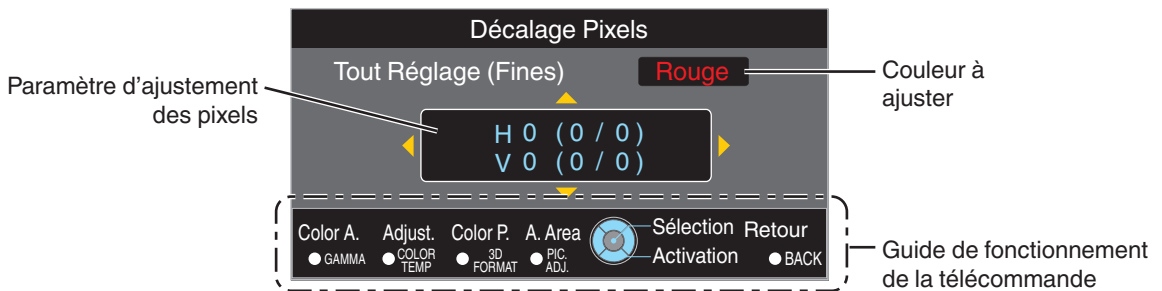 Décalage Pixels
Tout Réglage (Fines) Rouge
Paramètre d'ajustement
des pixels
Couleur à
ajuster
H 0 (0 / 0)
V 0 (0 / 0)
Color A. Adjust. Color P. A. Area Sélection Retour
GAMMA COLOR TEMP 3D FORMAT PIC. ADJ. Activation BACK
Guide de fonctionnement
de la télécommande